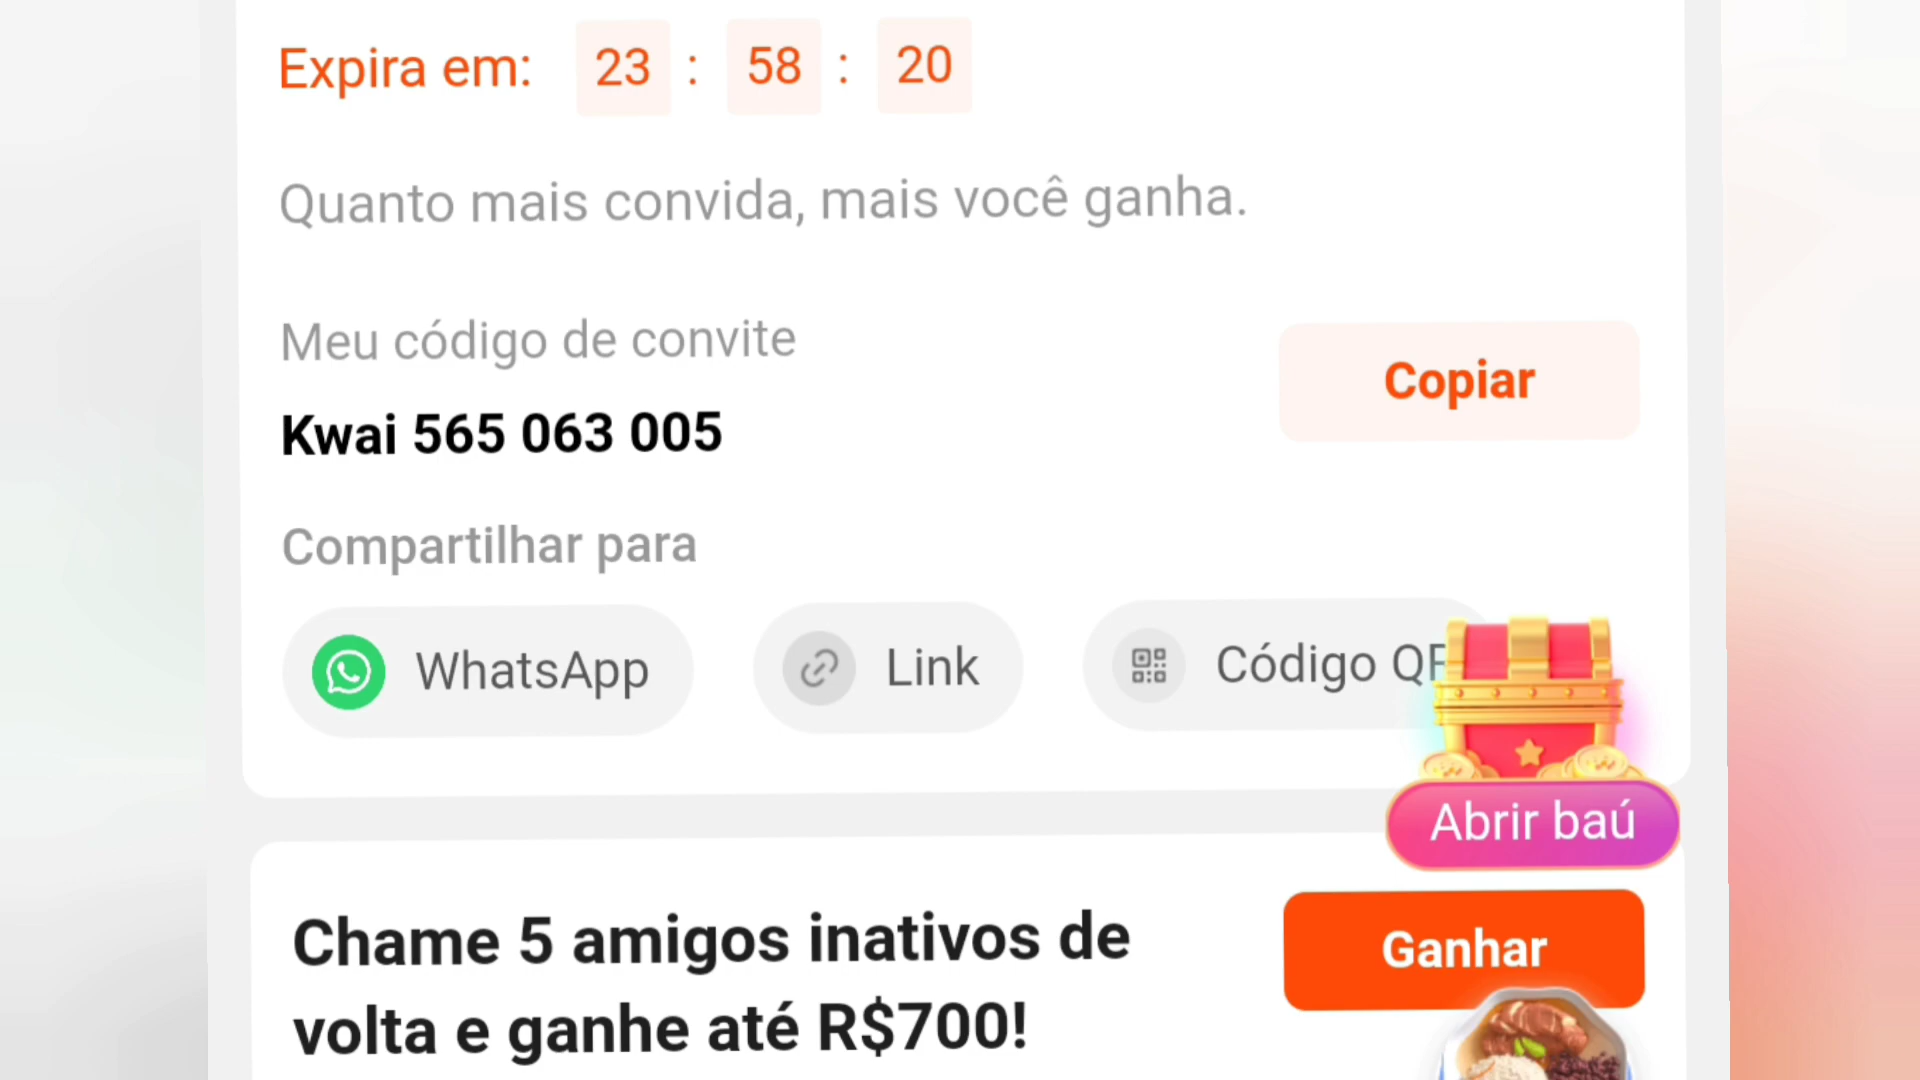 Expira em: 23 : 58 : 20
Quanto mais convida, mais você ganha.
Meu código de convite
Copiar
Kwai 565 063 005
Compartilhar para
WhatsApp
Link
Código
Abrir baú
Chame 5 amigos inativos de
volta e ganhe até R$700!
Ganhar